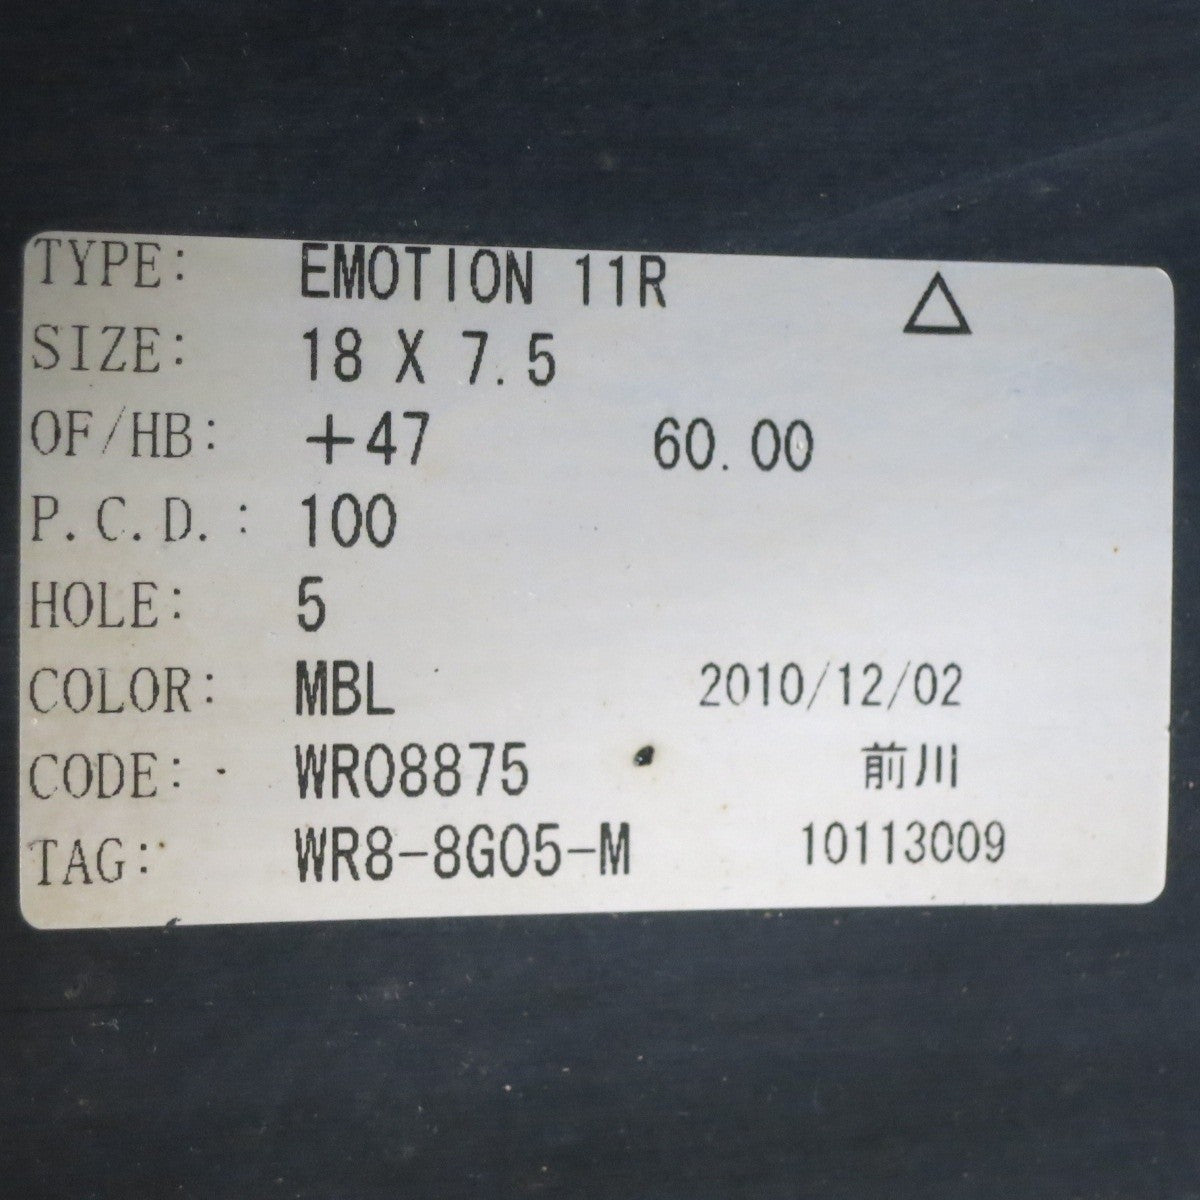 TYPE: EMOTION 11R △
SIZE: 18 X 7.5
OF/HB: +47 60.00
P.C.D.: 100
HOLE: 5
COLOR: MBL 2010/12/02
CODE: WR08875 前川
TAG: WR8-8G05-M 10113009